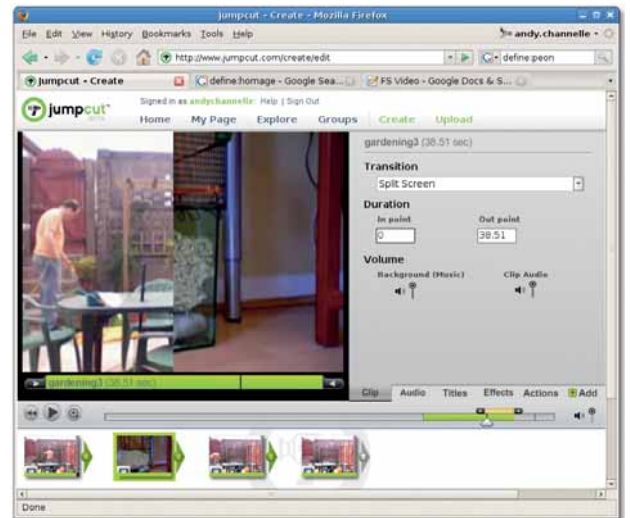 jumpcut - Create - Mozilla Firefox
File Edit View History Bookmarks Tools Help
andy.channelle
http://www.jumpcut.com/create/edit
define:peon
Jumpcut - Create
define:homage - Google Sea...
FS Video - Google Docs & S...
jumpcut
BETA
Signed in as andychannelle: Help | Sign Out
Home My Page Explore Groups Create Upload
gardening3 (38.51 sec)
Transition
Split Screen
Duration
In point Out point
0 38.51
Volume
Background (Music) Clip Audio
gardening3 (38.51 sec)
Clip Audio Titles Effects Actions Add
Done